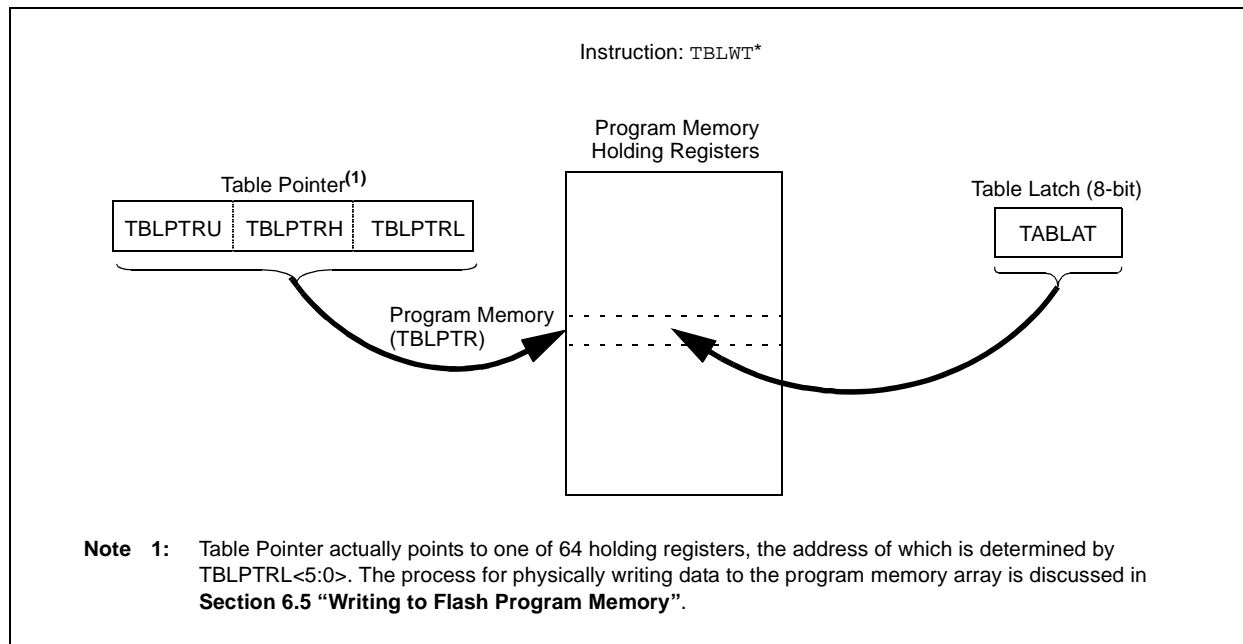 Instruction: TBLWT*
Program Memory
Holding Registers
Table Pointer(1)
Table Latch (8-bit)
TBLPTRU TBLPTRH TBLPTRL
TABLAT
Program Memory
(TBLPTR)
Note 1: Table Pointer actually points to one of 64 holding registers, the address of which is determined by
TBLPTRL<5:0>. The process for physically writing data to the program memory array is discussed in
Section 6.5 “Writing to Flash Program Memory”.